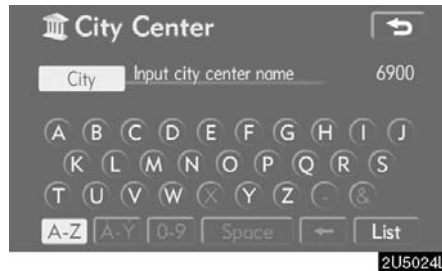 City Center
City Input city center name 6900
A B C D E F G H I J
K L M N O P Q R S
T U V W X Y Z - &
A-Z À-Ý 0-9 Space ← List
2U5024L